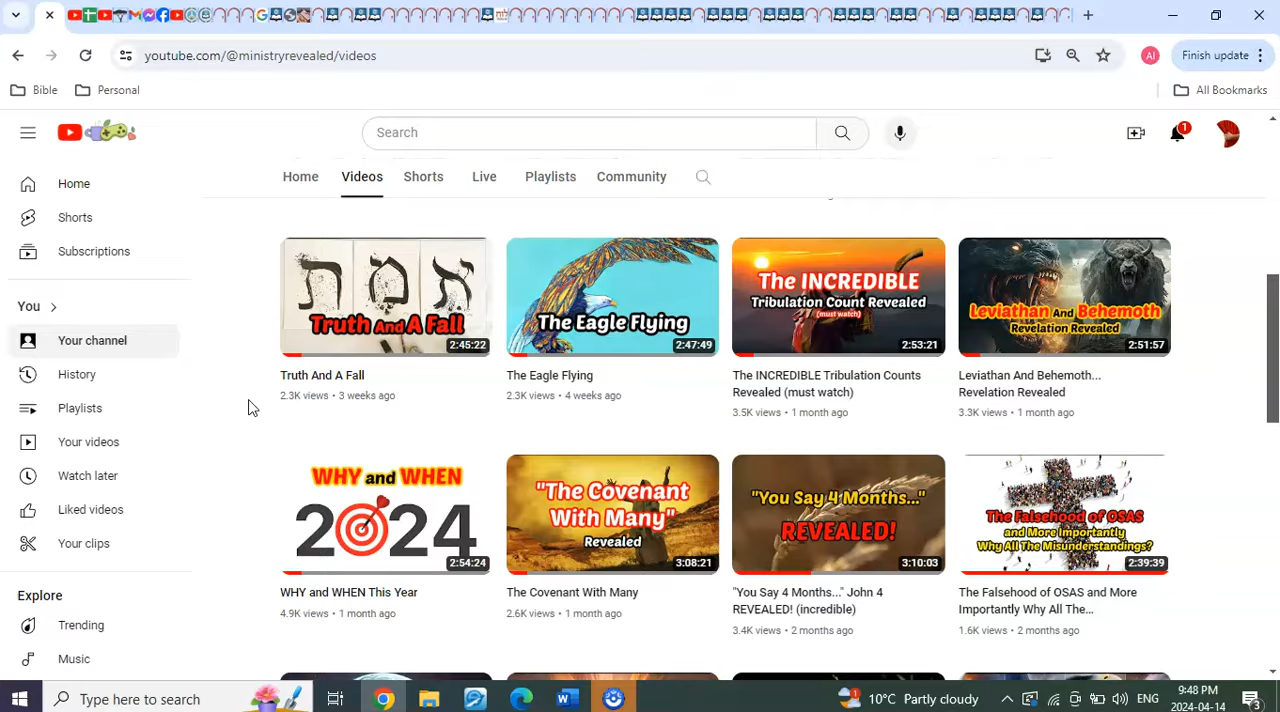 youtube.com/@ministryrevealed/videos
AI
Finish update
Bible
Personal
All Bookmarks
Search
1
Home
Videos
Shorts
Live
Playlists
Community
Home
Shorts
Subscriptions
You
Your channel
History
Playlists
Your videos
Watch later
Liked videos
Your clips
Explore
Trending
Music
אמת
Truth And A Fall
2:45:22
Truth And A Fall
2.3K views • 3 weeks ago
The Eagle Flying
2:47:49
The Eagle Flying
2.3K views • 4 weeks ago
The INCREDIBLE
Tribulation Count Revealed
(must watch)
2:53:21
The INCREDIBLE Tribulation Counts
Revealed (must watch)
3.5K views • 1 month ago
Leviathan And Behemoth
Revelation Revealed
2:51:57
Leviathan And Behemoth...
Revelation Revealed
3.3K views • 1 month ago
WHY and WHEN
2024
2:54:24
WHY and WHEN This Year
4.9K views • 1 month ago
"The Covenant
With Many"
Revealed
3:08:21
The Covenant With Many
2.6K views • 1 month ago
"You Say 4 Months..."
REVEALED!
3:10:03
"You Say 4 Months..." John 4
REVEALED! (incredible)
3.4K views • 2 months ago
The Falsehood of OSAS
and More Importantly
Why All The Misunderstandings?
2:39:39
The Falsehood of OSAS and More
Importantly Why All The...
1.6K views • 2 months ago
Type here to search
1
10°C Partly cloudy
ENG
9:48 PM
2024-04-14
3